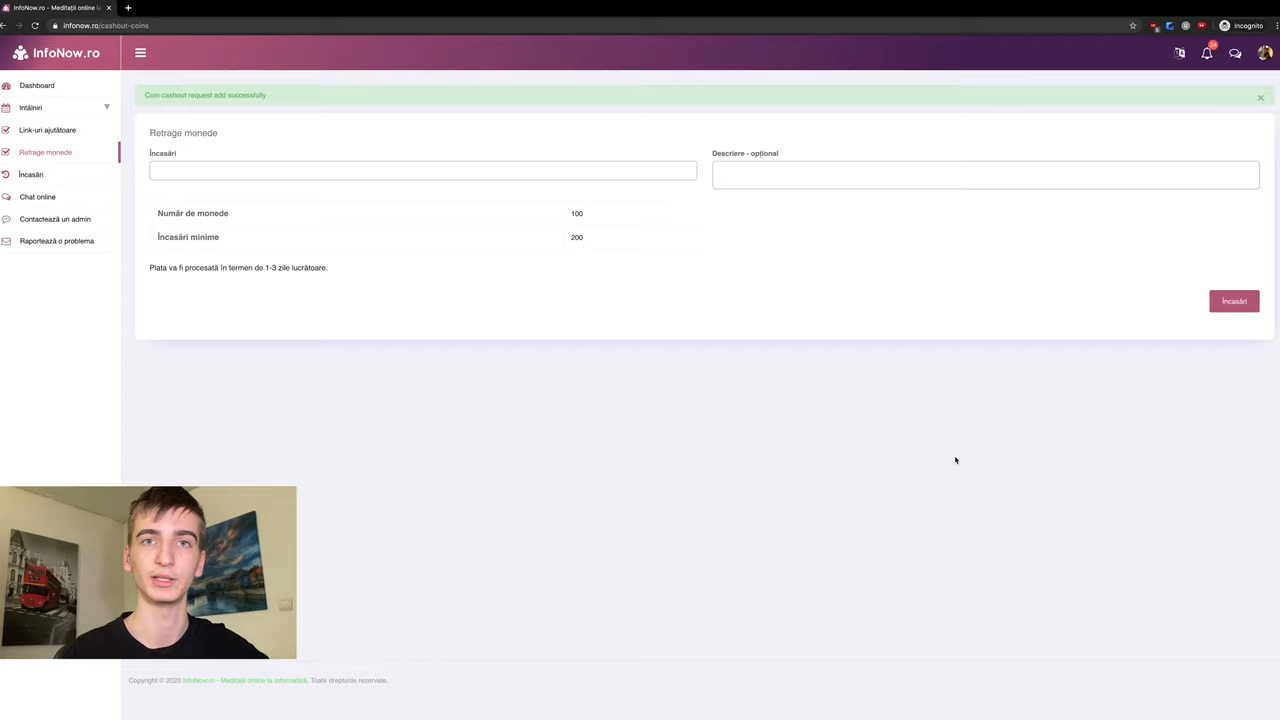 InfoNow.ro - Meditații online l
infonow.ro/cashout-coins
Incognito
InfoNow.ro
24
Dashboard
Întâlniri
Link-uri ajutătoare
Retrage monede
Încasări
Chat online
Contactează un admin
Raportează o problema
Coin cashout request add successfully
Retrage monede
Încasări
Descriere - opțional
Număr de monede 100
Încasări minime 200
Plata va fi procesată în termen de 1-3 zile lucrătoare.
Încasări
Copyright © 2020 InfoNow.ro - Meditații online la informatică. Toate drepturile rezervate.